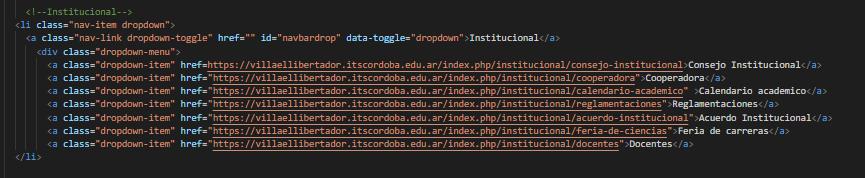 <!--Institucional-->
<li class="nav-item dropdown">
<a class="nav-link dropdown-toggle" href="" id="navbardrop" data-toggle="dropdown">Institucional</a>
<div class="dropdown-menu">
<a class="dropdown-item" href=https://villaellibertador.itscordoba.edu.ar/index.php/institucional/consejo-institucional>Consejo Institucional</a>
<a class="dropdown-item" href="https://villaellibertador.itscordoba.edu.ar/index.php/institucional/cooperadora">Cooperadora</a>
<a class="dropdown-item" href="https://villaellibertador.itscordoba.edu.ar/index.php/institucional/calendario-academico" >Calendario academico</a>
<a class="dropdown-item" href="https://villaellibertador.itscordoba.edu.ar/index.php/institucional/reglamentaciones">Reglamentaciones</a>
<a class="dropdown-item" href="https://villaellibertador.itscordoba.edu.ar/index.php/institucional/acuerdo-institucional">Acuerdo Institucional</a>
<a class="dropdown-item" href="https://villaellibertador.itscordoba.edu.ar/index.php/institucional/feria-de-ciencias">Feria de carreras</a>
<a class="dropdown-item" href="https://villaellibertador.itscordoba.edu.ar/index.php/institucional/docentes">Docentes</a>
</li>